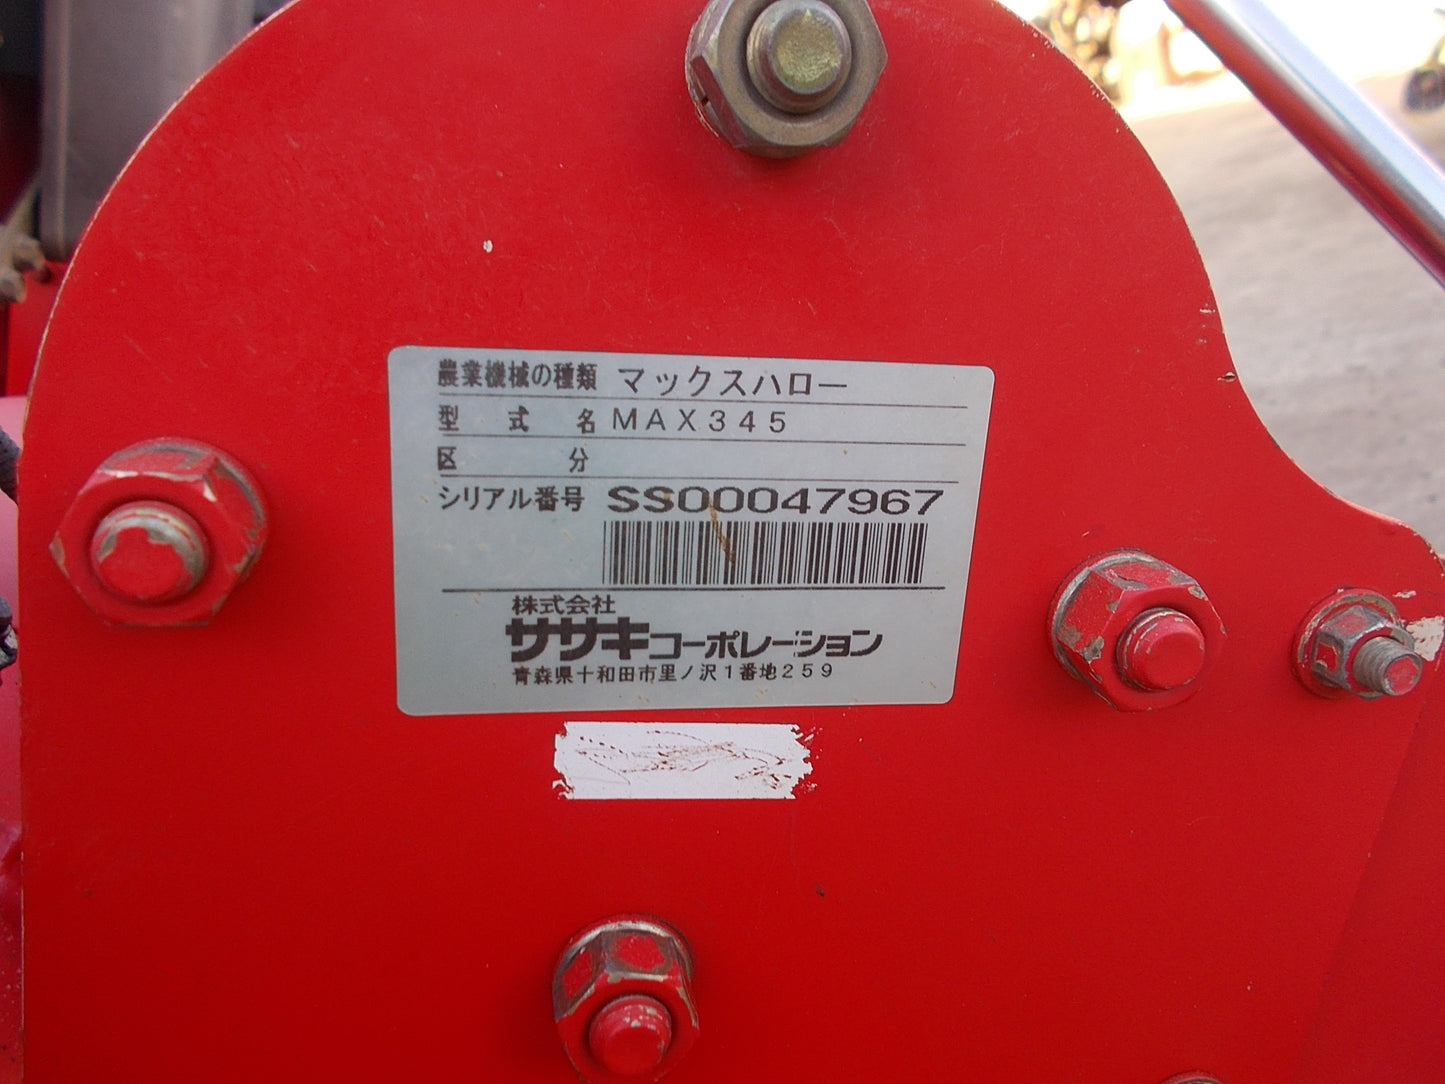 農業機械の種類 マックスハロー
型式名 MAX345
区分
シリアル番号 SS00047967
株式会社
ササキコーポレーション
青森県十和田市里ノ沢1番地259